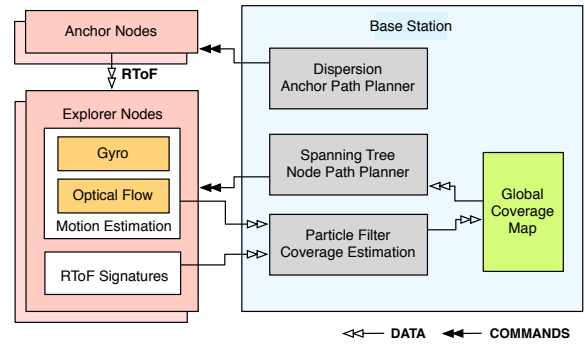 Anchor Nodes
RToF
Explorer Nodes
Gyro
Optical Flow
Motion Estimation
RToF Signatures
Base Station
Dispersion
Anchor Path Planner
Spanning Tree
Node Path Planner
Particle Filter
Coverage Estimation
Global
Coverage
Map
DATA
COMMANDS